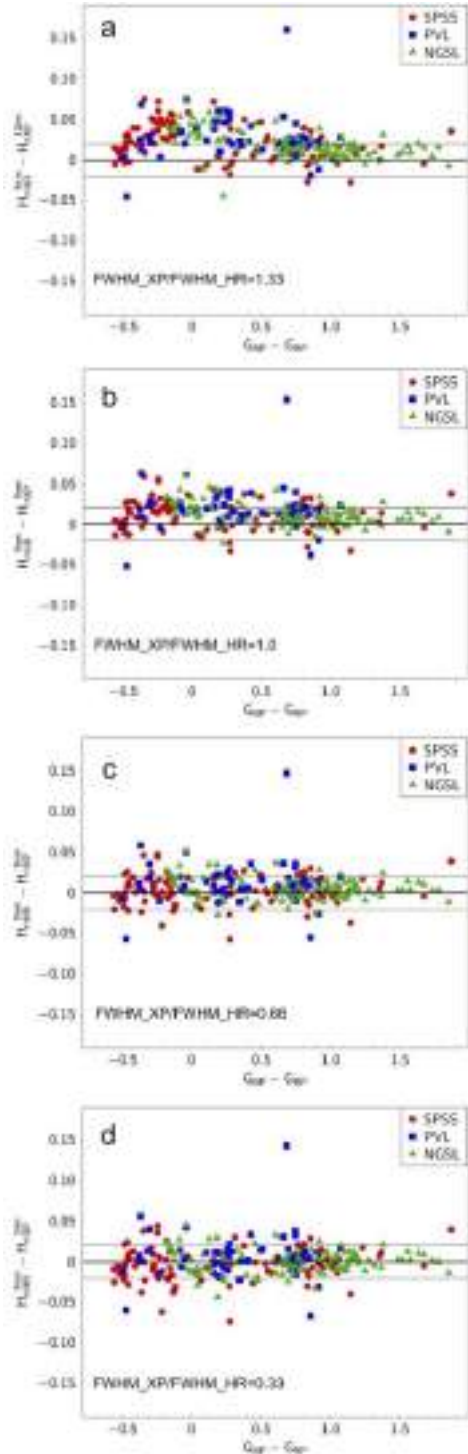 a
SPSS
PVL
NGSL
0.15
0.10
0.05
0
−0.05
−0.10
−0.15
FWHM_XP/FWHM_HR=1.33
−0.5 0 0.5 1.0 1.5
b
SPSS
PVL
NGSL
0.15
0.10
0.05
0
−0.05
−0.10
−0.15
FWHM_XP/FWHM_HR=1.0
−0.5 0 0.5 1.0 1.5
c
SPSS
PVL
NGSL
0.15
0.10
0.05
0
−0.05
−0.10
−0.15
FWHM_XP/FWHM_HR=0.66
−0.5 0 0.5 1.0 1.5
d
SPSS
PVL
NGSL
0.15
0.10
0.05
0
−0.05
−0.10
−0.15
FWHM_XP/FWHM_HR=0.33
−0.5 0 0.5 1.0 1.5